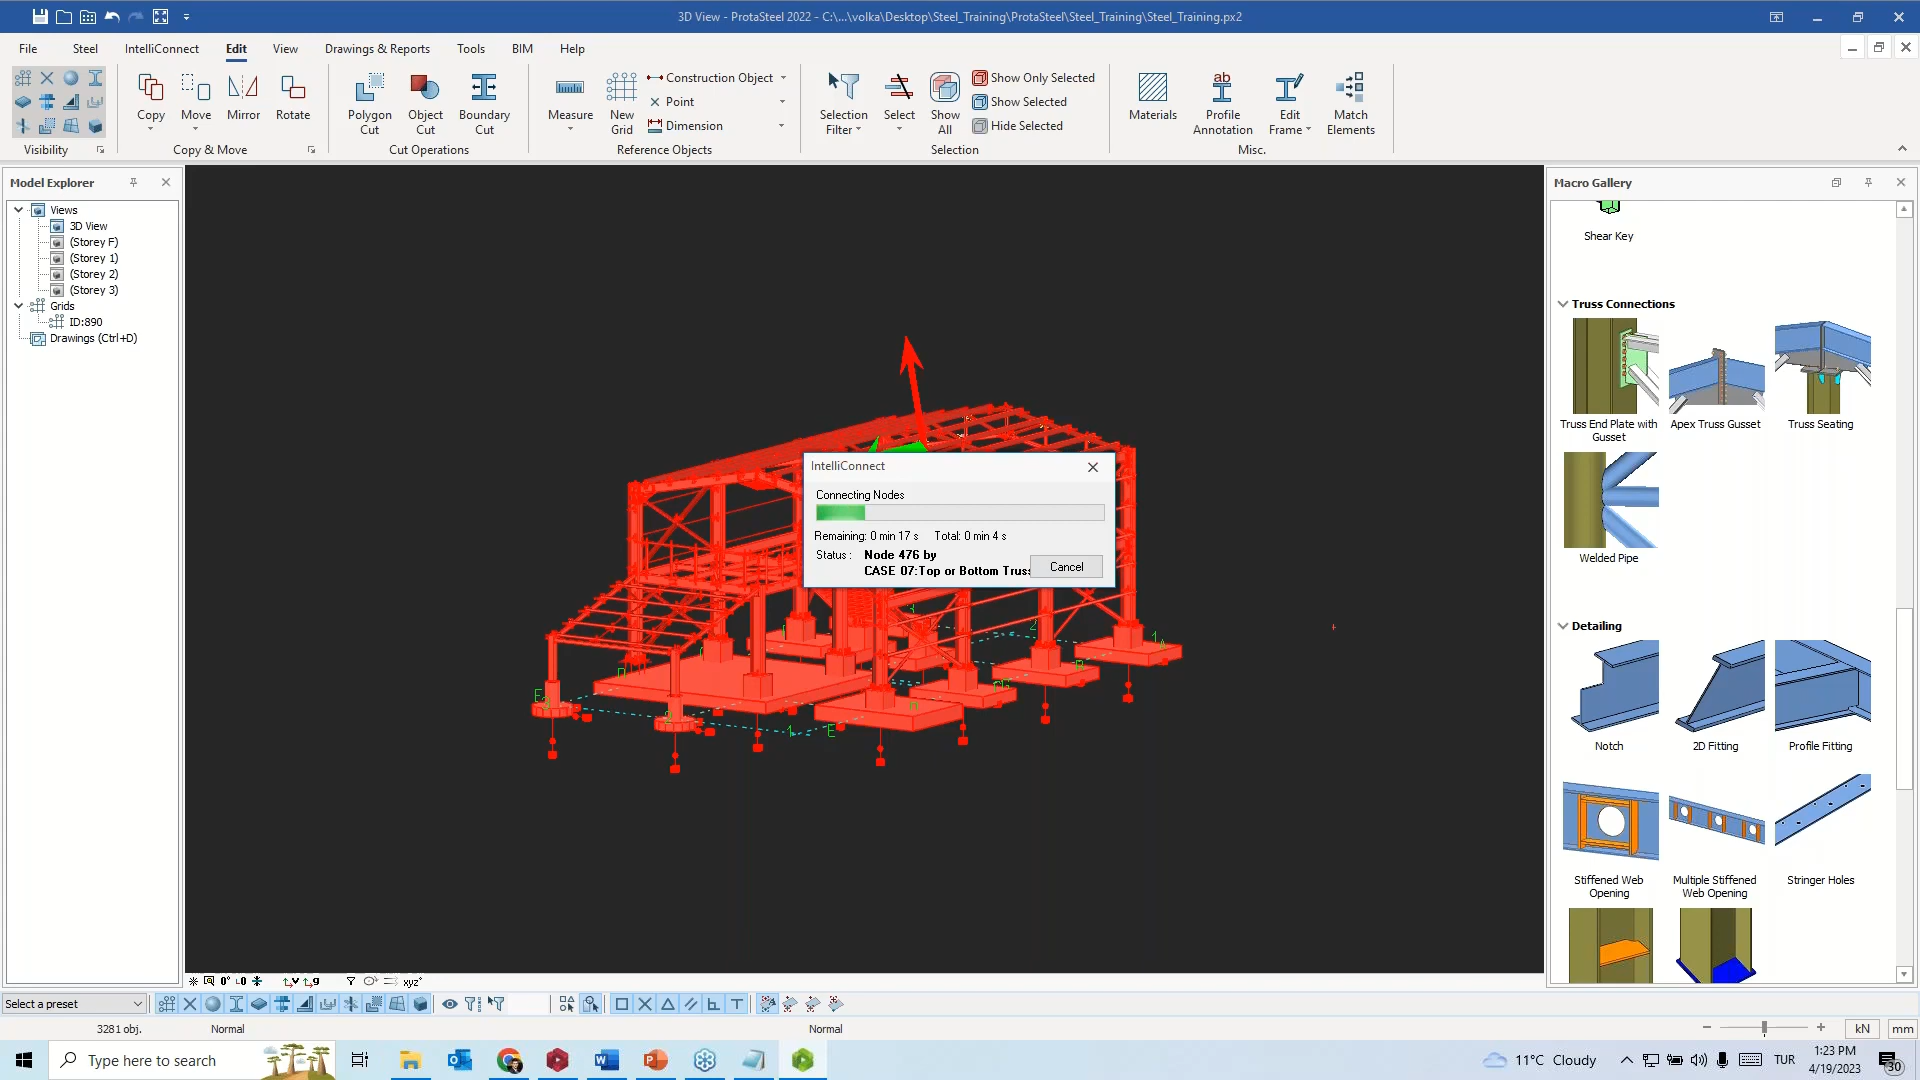 3D View - ProtaSteel 2022 - C:\...\volka\Desktop\Steel_Training\ProtaSteel\Steel_Training\Steel_Training.px2
File
Steel
IntelliConnect
Edit
View
Drawings & Reports
Tools
BIM
Help
Copy
Move
Mirror
Rotate
Polygon
Cut
Object
Cut
Boundary
Cut
Measure
New
Grid
Construction Object
Point
Dimension
Selection
Filter
Select
Show
All
Show Only Selected
Show Selected
Hide Selected
Materials
ab
Profile
Annotation
Edit
Frame
Match
Elements
Visibility
Copy & Move
Cut Operations
Reference Objects
Selection
Misc.
Model Explorer
Views
3D View
(Storey F)
(Storey 1)
(Storey 2)
(Storey 3)
Grids
ID:890
Drawings (Ctrl+D)
IntelliConnect
Connecting Nodes
Remaining: 0 min 17 s Total: 0 min 4 s
Status : Node 476 by
CASE 07:Top or Bottom Trus
Cancel
E
1
E
Macro Gallery
Shear Key
Truss Connections
Truss End Plate with
Gusset
Apex Truss Gusset
Truss Seating
Welded Pipe
Detailing
Notch
2D Fitting
Profile Fitting
Stiffened Web
Opening
Multiple Stiffened
Web Opening
Stringer Holes
xyz
Select a preset
3281 obj.
Normal
Normal
kN
mm
Type here to search
11°C Cloudy
TUR
1:23 PM
4/19/2023
30